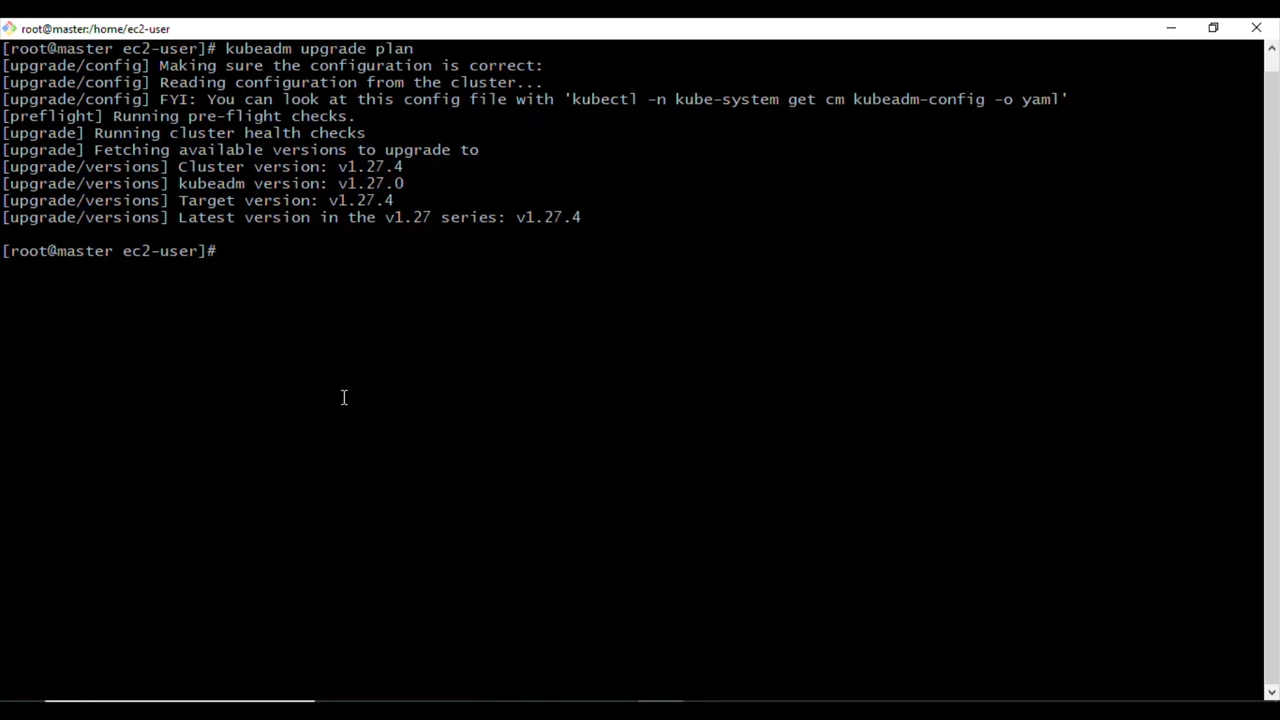 root@master:/home/ec2-user
[root@master ec2-user]# kubeadm upgrade plan
[upgrade/config] Making sure the configuration is correct:
[upgrade/config] Reading configuration from the cluster...
[upgrade/config] FYI: You can look at this config file with 'kubectl -n kube-system get cm kubeadm-config -o yaml'
[preflight] Running pre-flight checks.
[upgrade] Running cluster health checks
[upgrade] Fetching available versions to upgrade to
[upgrade/versions] Cluster version: v1.27.4
[upgrade/versions] kubeadm version: v1.27.0
[upgrade/versions] Target version: v1.27.4
[upgrade/versions] Latest version in the v1.27 series: v1.27.4
[root@master ec2-user]#